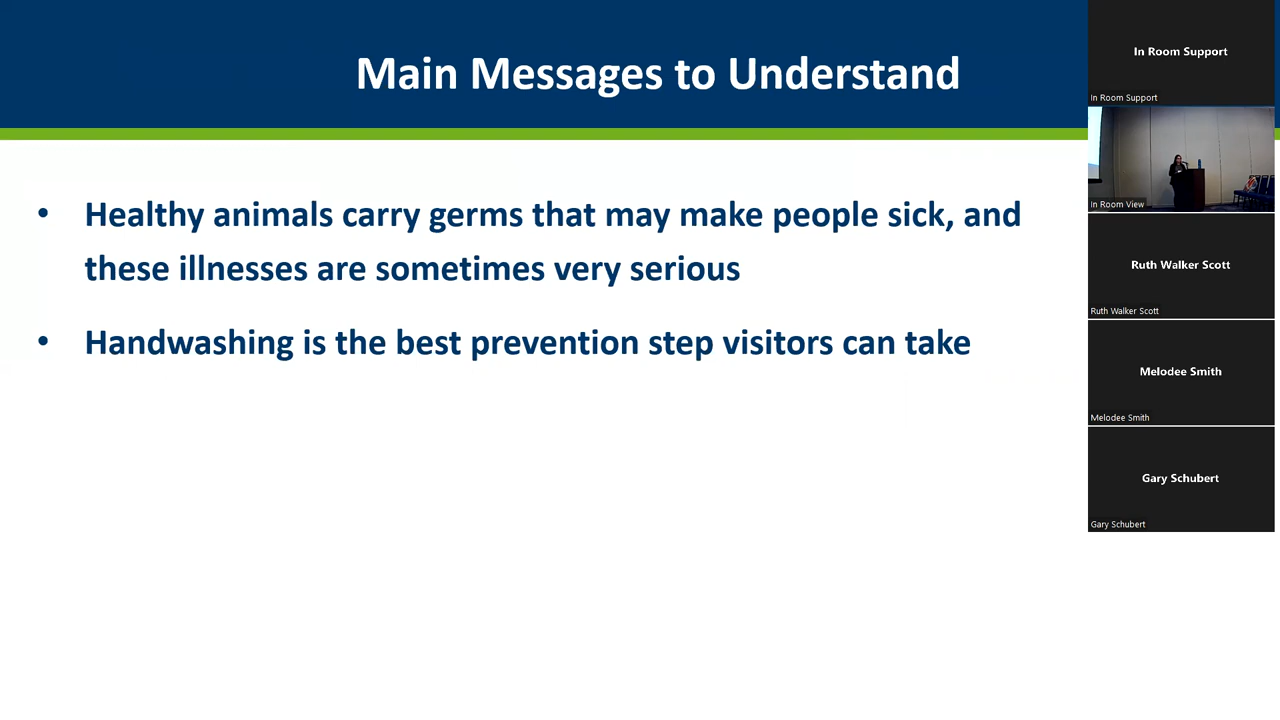 Main Messages to Understand
• Healthy animals carry germs that may make people sick, and
these illnesses are sometimes very serious
• Handwashing is the best prevention step visitors can take
In Room Support
In Room Support
In Room View
Ruth Walker Scott
Ruth Walker Scott
Melodee Smith
Melodee Smith
Gary Schubert
Gary Schubert